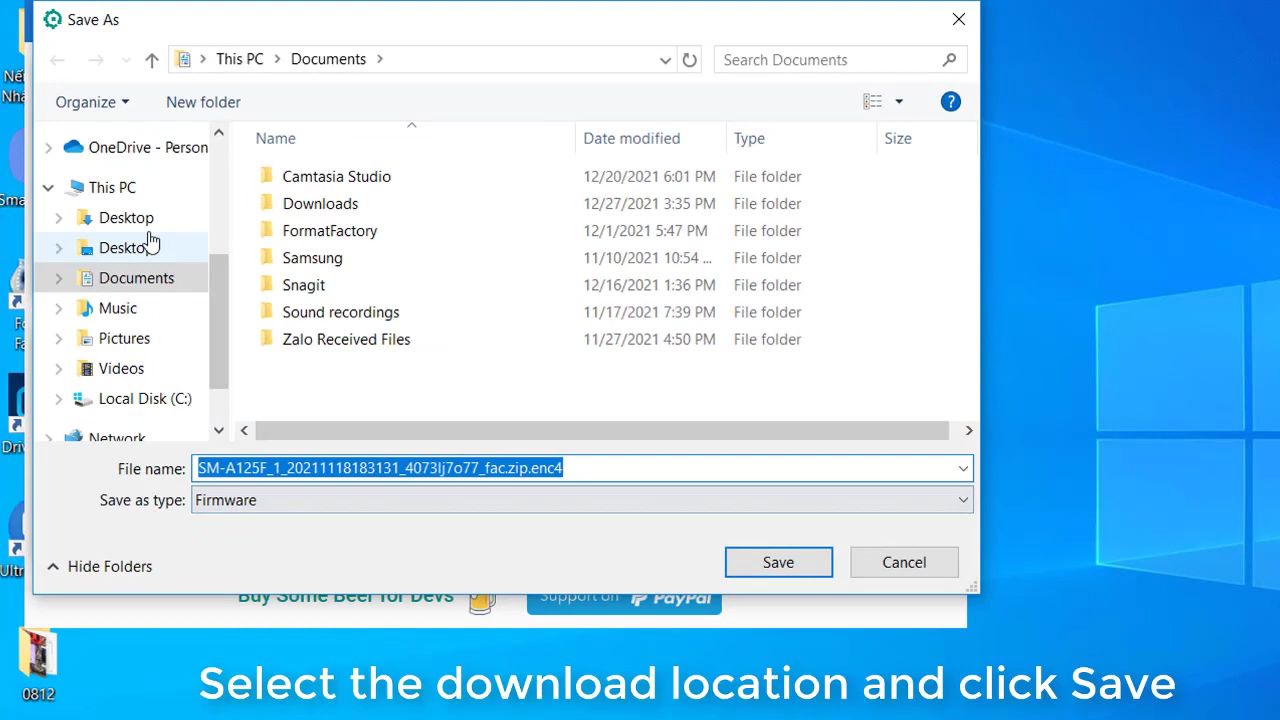 Save As
This PC > Documents >
Search Documents
Organize
New folder
Name
Date modified
Type
Size
OneDrive - Person
This PC
Desktop
Desktop
Documents
Music
Pictures
Videos
Local Disk (C:)
Network
Camtasia Studio 12/20/2021 6:01 PM File folder
Downloads 12/27/2021 3:35 PM File folder
FormatFactory 12/1/2021 5:47 PM File folder
Samsung 11/10/2021 10:54 ... File folder
Snagit 12/16/2021 1:36 PM File folder
Sound recordings 11/17/2021 7:39 PM File folder
Zalo Received Files 11/27/2021 4:50 PM File folder
File name: SM-A125F_1_20211118183131_4073lj7o77_fac.zip.enc4
Save as type: Firmware
Hide Folders
Save
Cancel
Buy Some Beer for Devs
Support on PayPal
0812
Select the download location and click Save